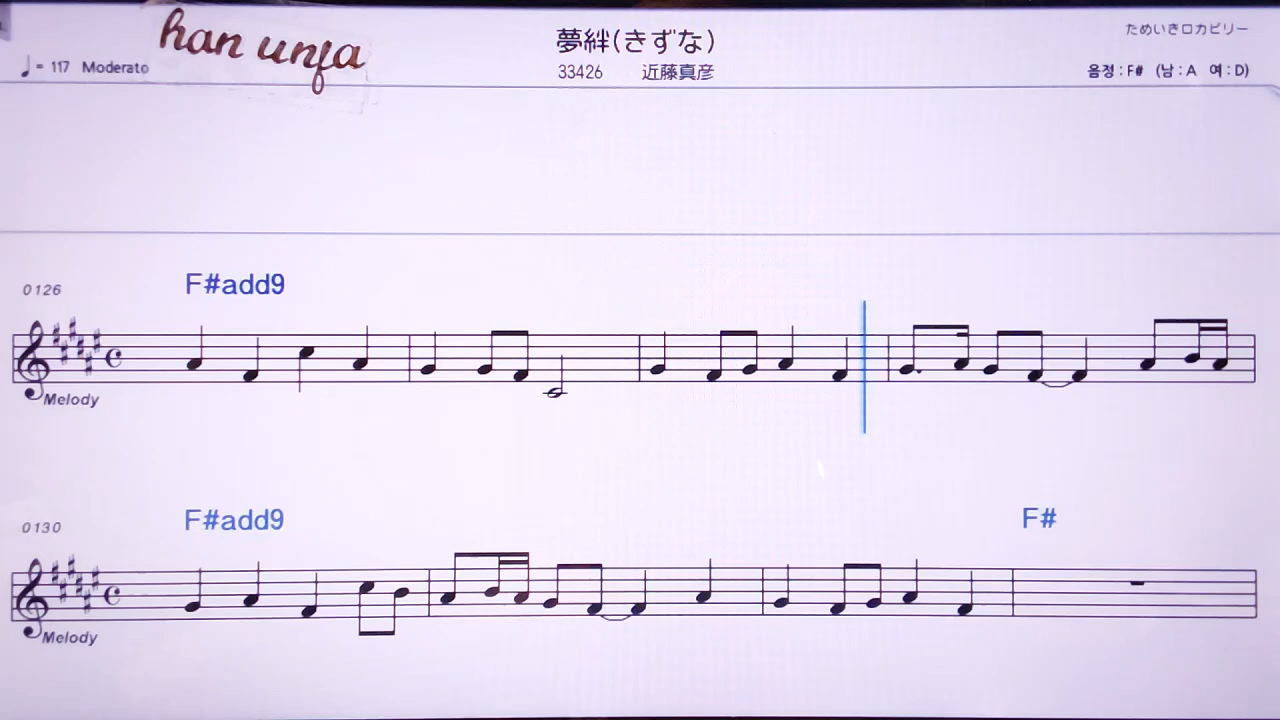 han unfa
夢絆(きずな)
ためいきロカビリー
♩= 117 Moderato
33426 近藤真彦
음정 : F# (남 : A 여 : D)
F#add9
0126
Melody
F#add9 F#
0130
Melody